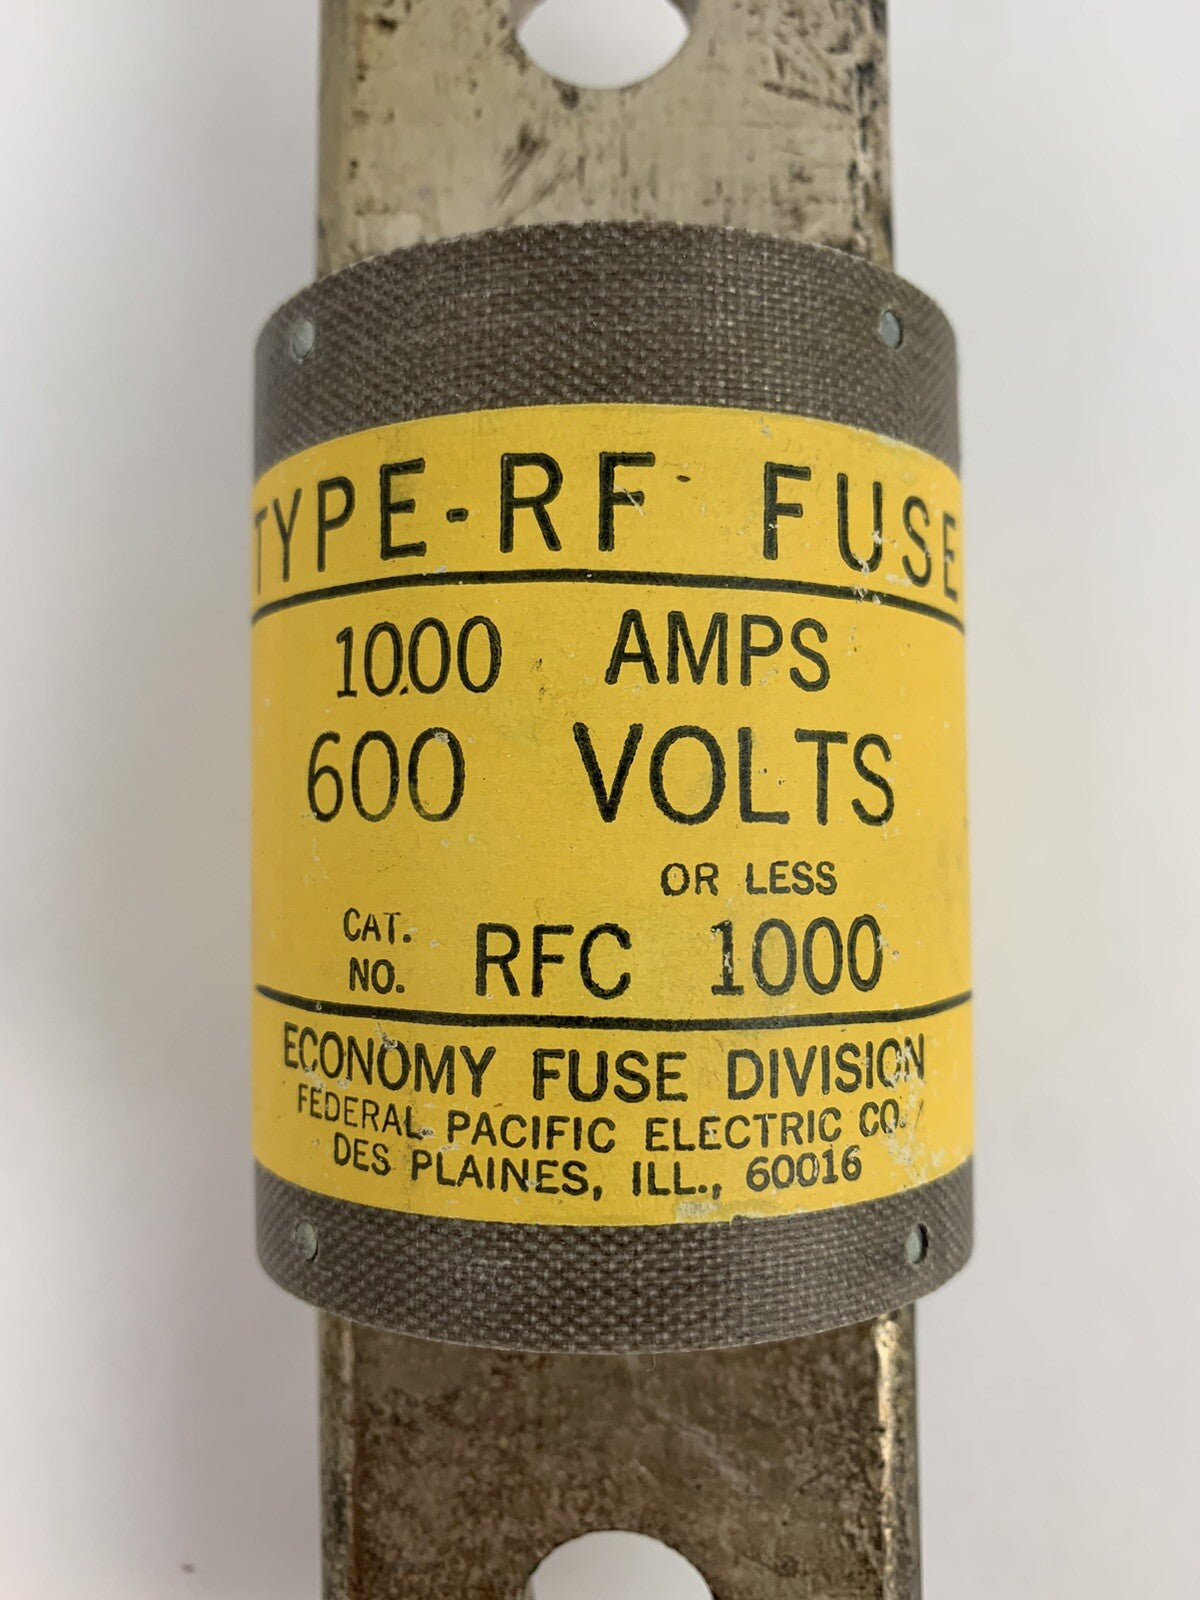 TYPE-RF FUSE
1000 AMPS
600 VOLTS
OR LESS
CAT.
NO. RFC 1000
ECONOMY FUSE DIVISION
FEDERAL PACIFIC ELECTRIC CO.
DES PLAINES, ILL., 60016